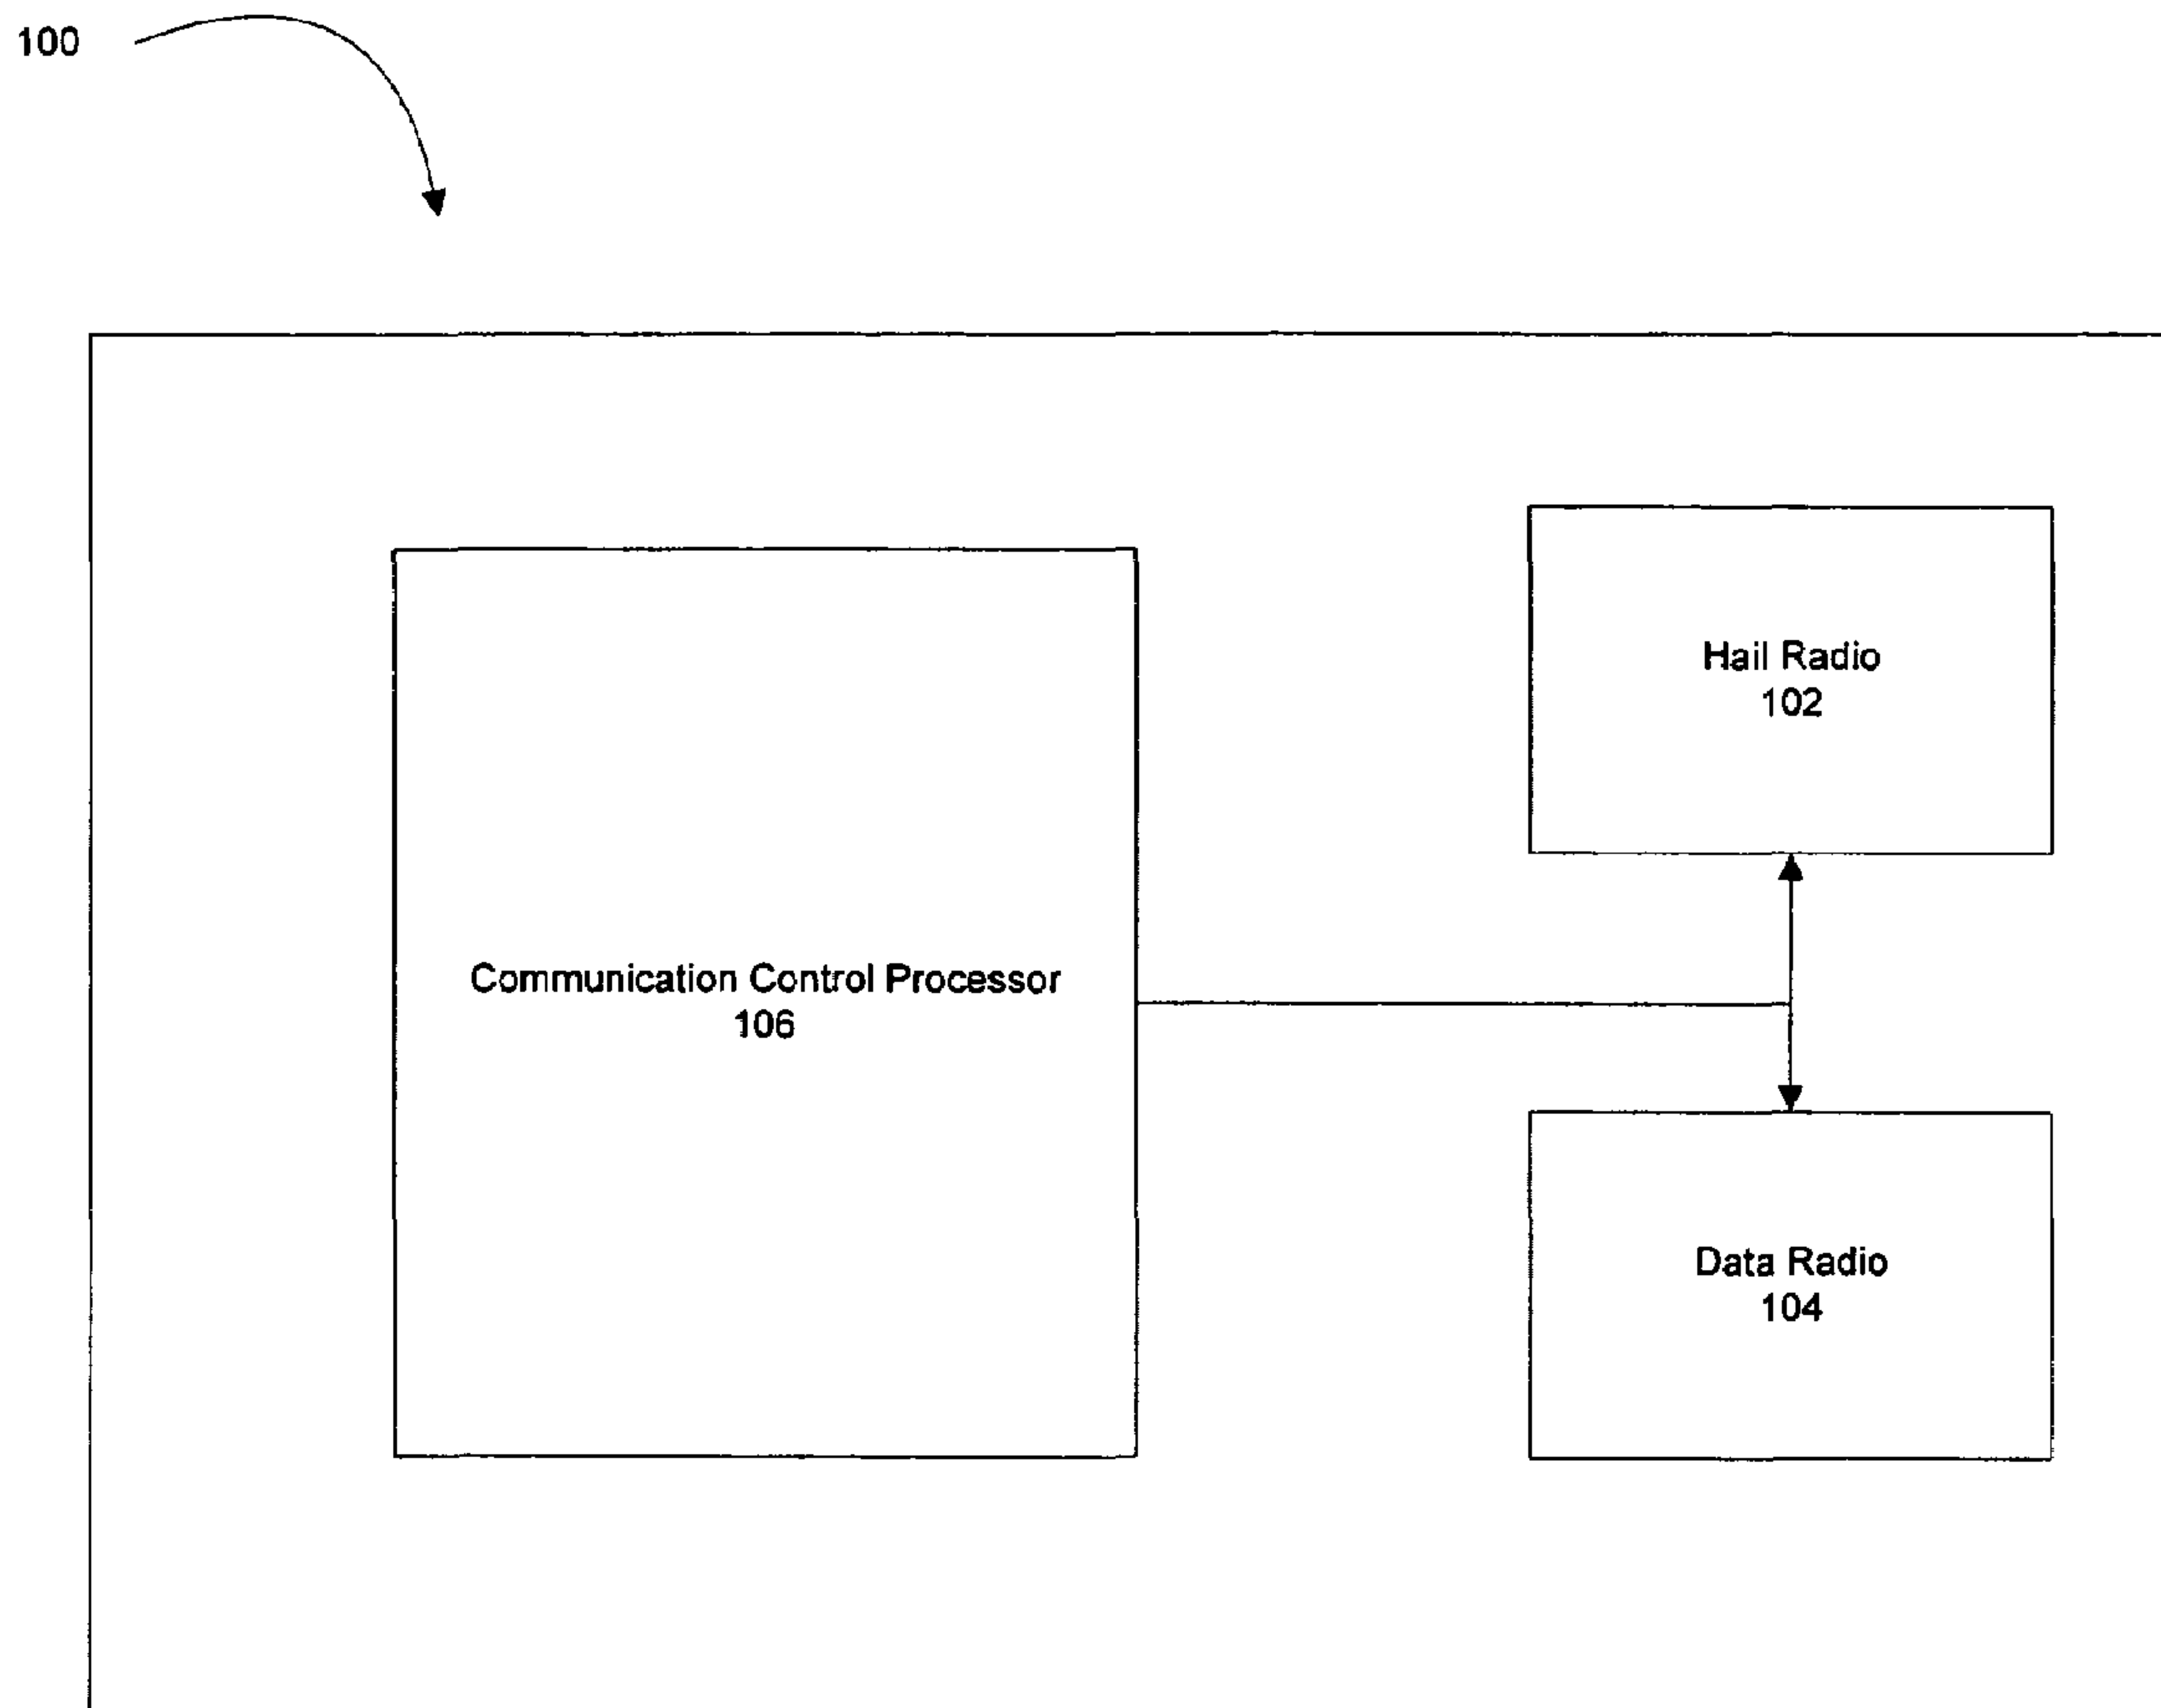 100
Hail Radio
102
Communication Control Processor
106
Data Radio
104